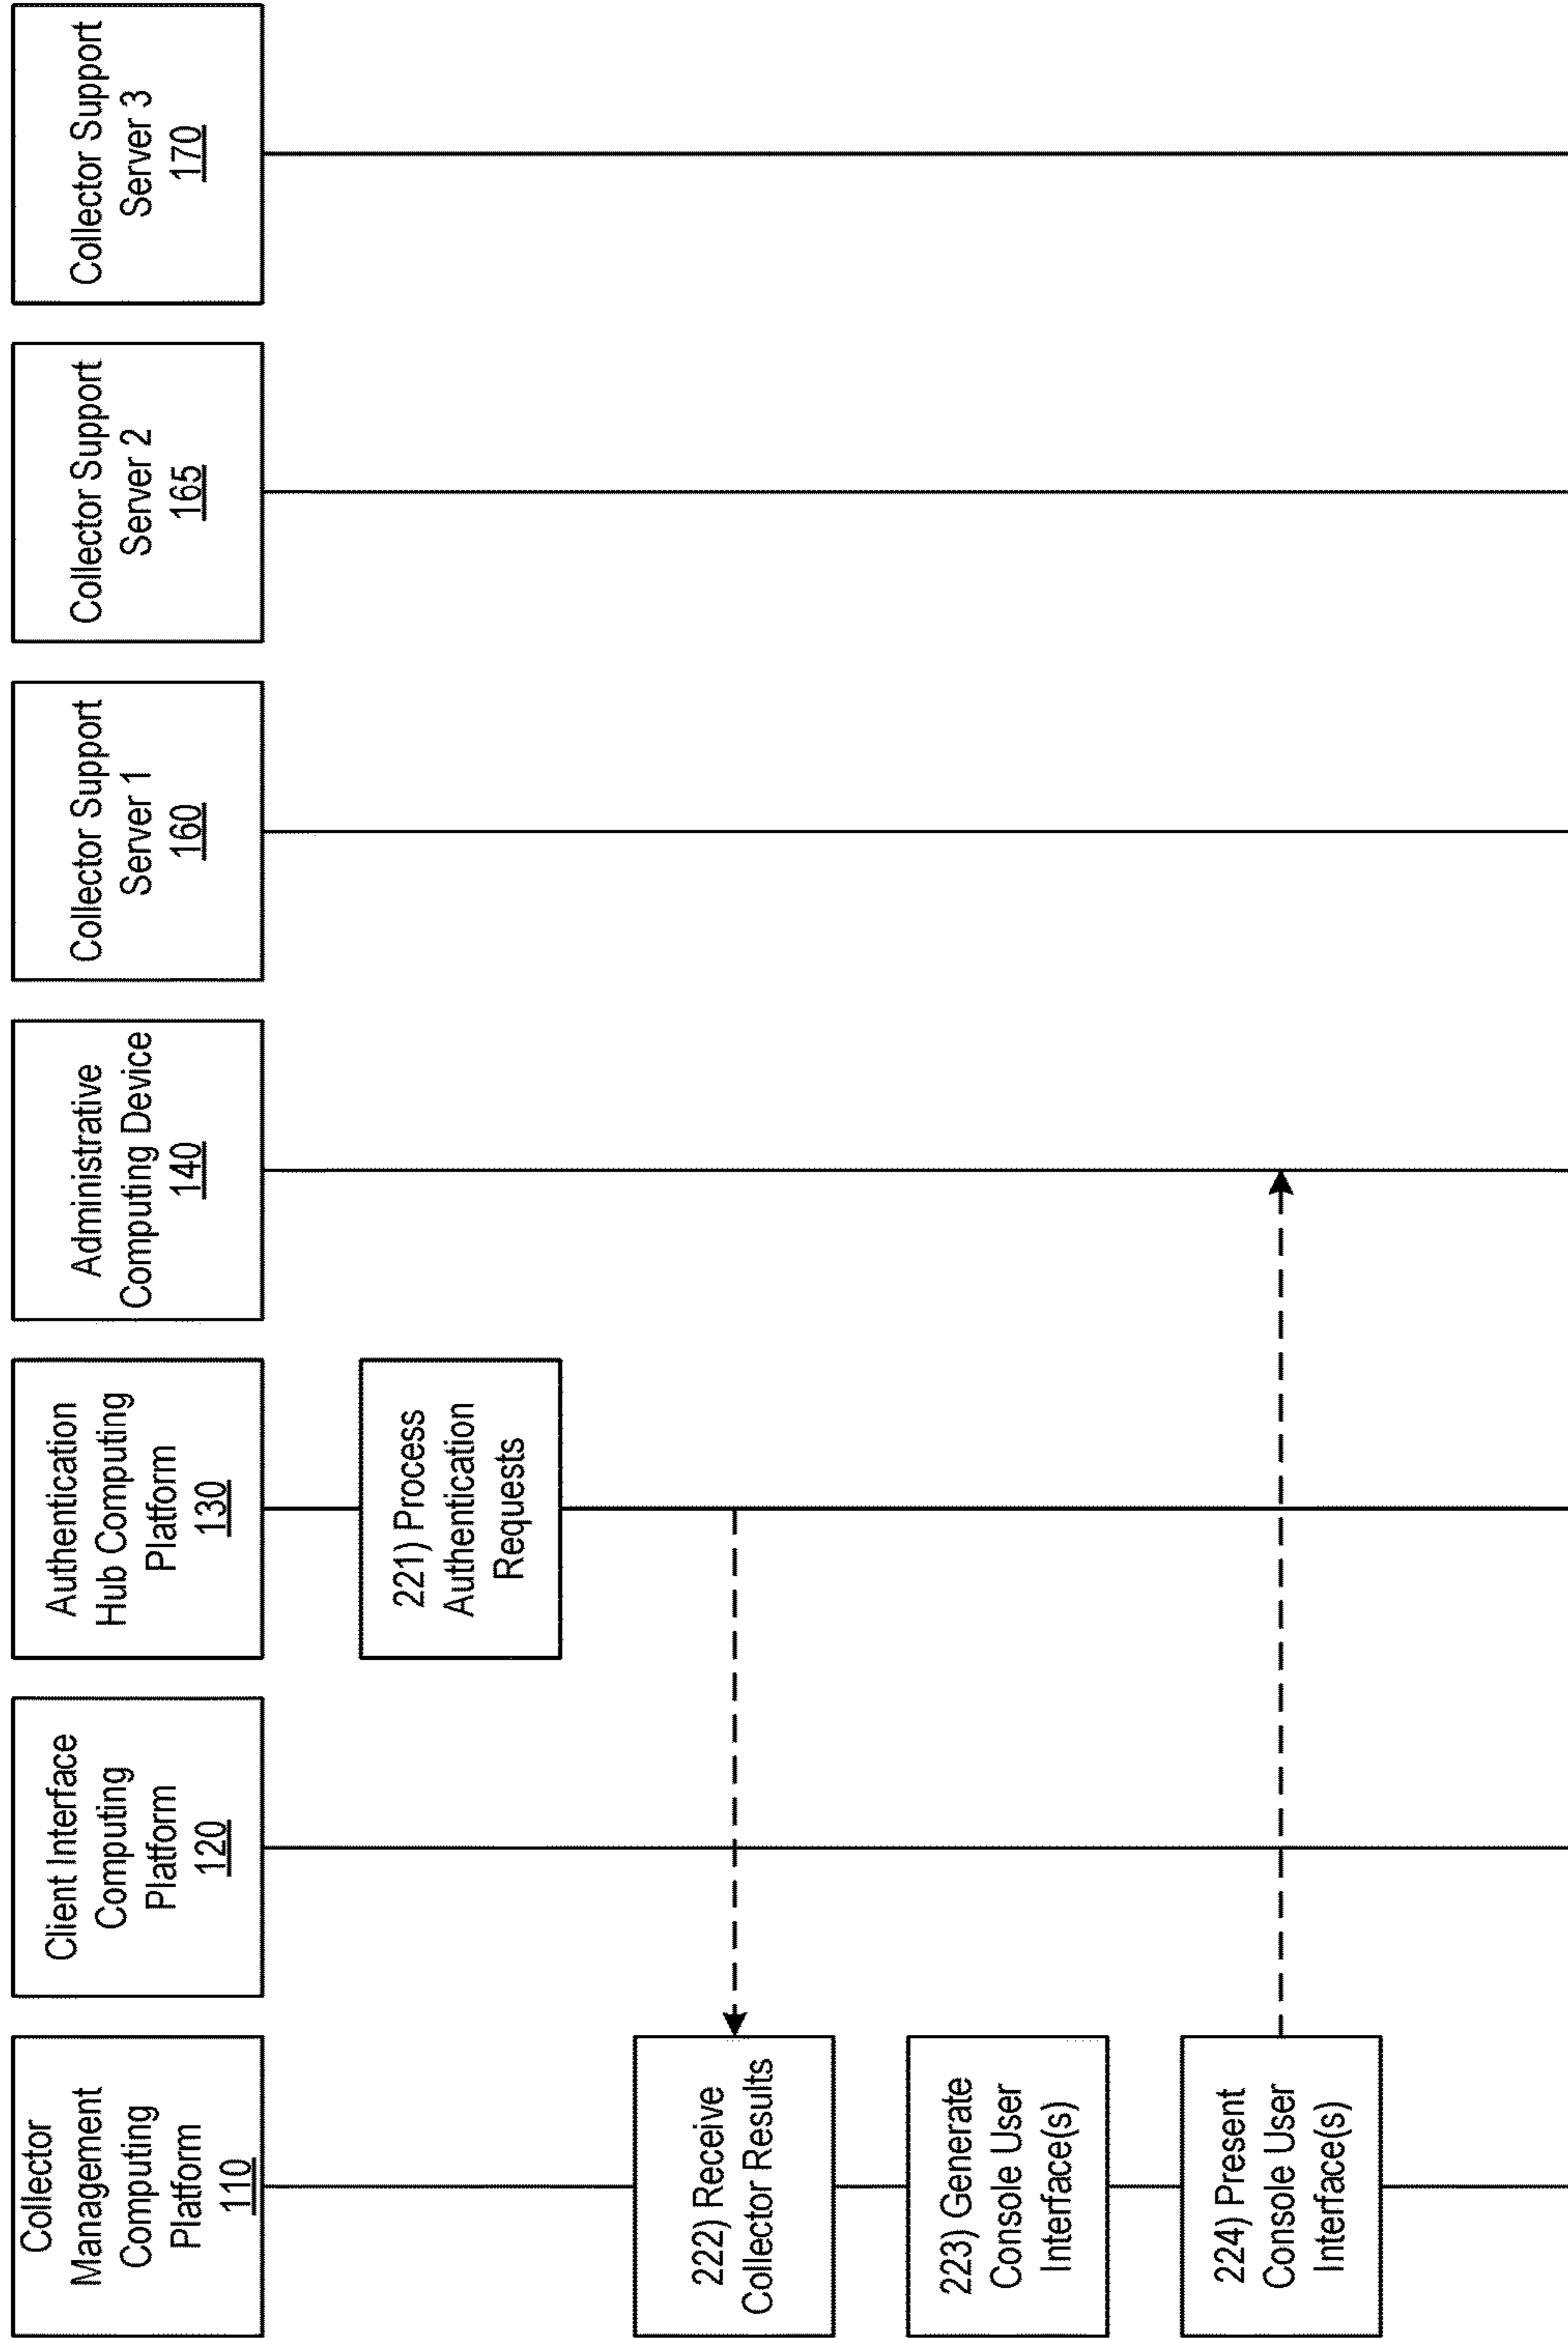 Collector
Management
Computing
Platform
110
Client Interface
Computing
Platform
120
Authentication
Hub Computing
Platform
130
Administrative
Computing Device
140
Collector Support
Server 1
160
Collector Support
Server 2
165
Collector Support
Server 3
170
221) Process
Authentication
Requests
222) Receive
Collector Results
223) Generate
Console User
Interface(s)
224) Present
Console User
Interface(s)